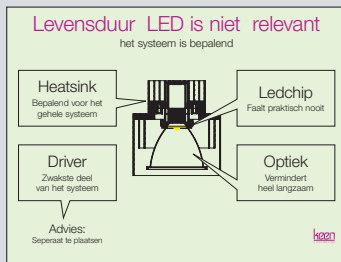 Levensduur LED is niet relevant
het systeem is bepalend
Heatsink
Bepalend voor het
gehele systeem
Ledchip
Faalt praktisch nooit
Driver
Zwakste deel
van het systeem
Optiek
Vermindert
heel langzaam
Advies:
Seperaat te plaatsen
keen